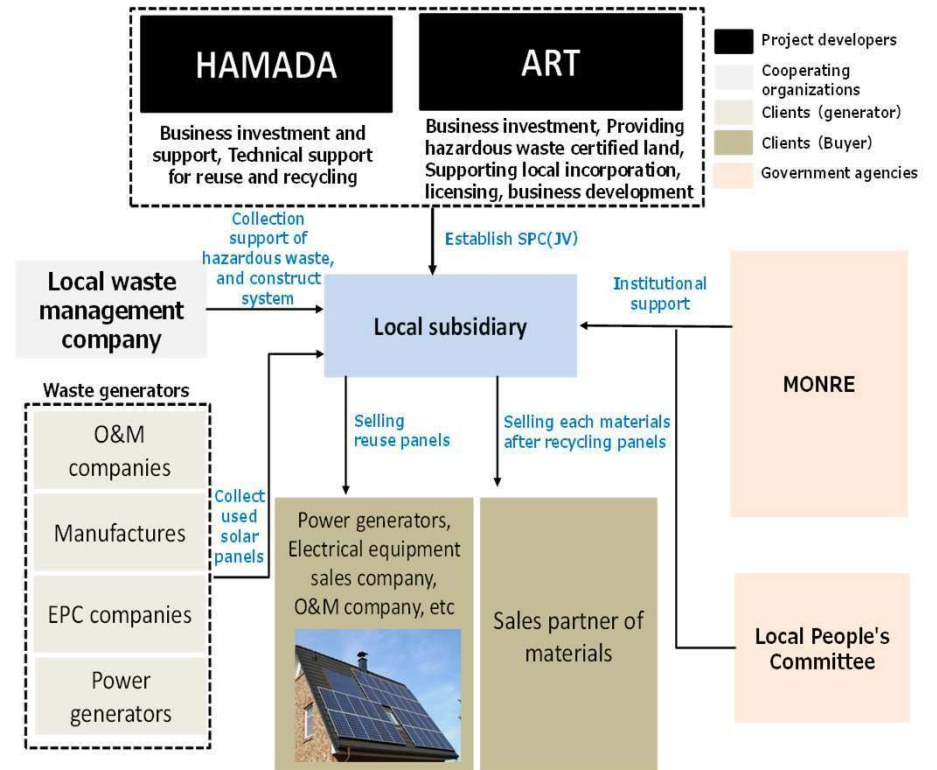 HAMADA
Business investment and
support, Technical support
for reuse and recycling
ART
Business investment, Providing
hazardous waste certified land,
Supporting local incorporation,
licensing, business development
Project developers
Cooperating
organizations
Clients (generator)
Clients (Buyer)
Government agencies
Collection
support of
hazardous waste,
and construct
system
Establish SPC(JV)
Institutional
support
Local waste
management
company
Local subsidiary
MONRE
Waste generators
O&M
companies
Manufactures
EPC companies
Power
generators
Collect
used
solar
panels
Selling
reuse panels
Selling each materials
after recycling panels
Power generators,
Electrical equipment
sales company,
O&M company, etc
Sales partner of
materials
Local People's
Committee